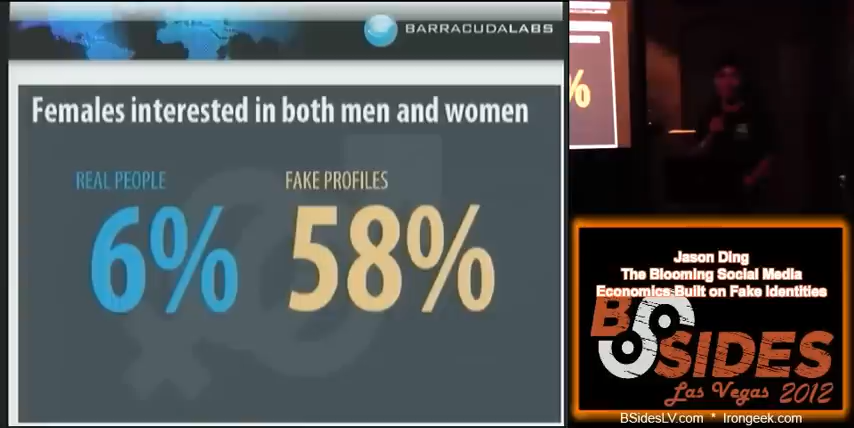 BARRACUDALABS
Females interested in both men and women
REAL PEOPLE
FAKE PROFILES
6%
58%
%
Jason Ding
The Blooming Social Media
Economics Built on Fake Identities
BSIDES
Las Vegas 2012
BSidesLV.com * Irongeek.com